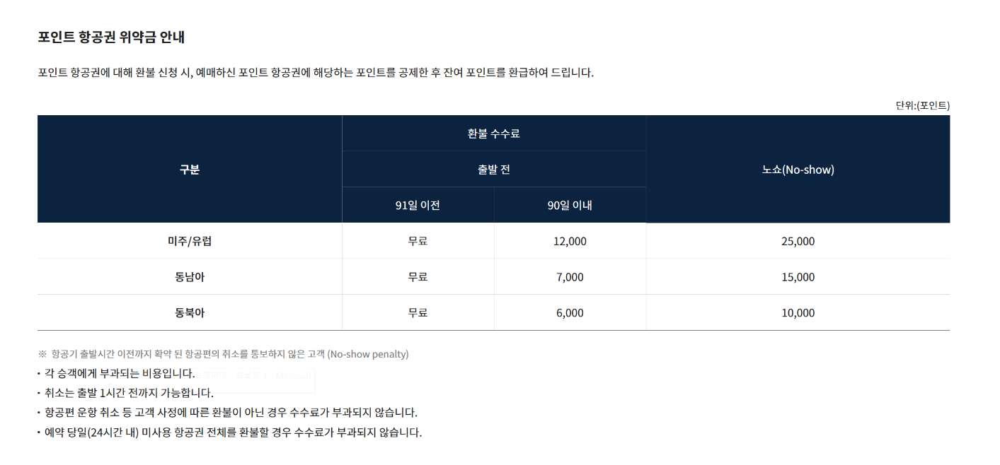 포인트 항공권 위약금 안내
포인트 항공권에 대해 환불 신청 시, 예매하신 포인트 항공권에 해당하는 포인트를 공제한 후 잔여 포인트를 환급하여 드립니다.
단위:(포인트)
구분 환불 수수료 노쇼(No-show)
출발 전
91일 이전 90일 이내
미주/유럽 무료 12,000 25,000
동남아 무료 7,000 15,000
동북아 무료 6,000 10,000
※ 항공기 출발시간 이전까지 확약 된 항공편의 취소를 통보하지 않은 고객 (No-show penalty)
• 각 승객에게 부과되는 비용입니다.
• 취소는 출발 1시간 전까지 가능합니다.
• 항공편 운항 취소 등 고객 사정에 따른 환불이 아닌 경우 수수료가 부과되지 않습니다.
• 예약 당일(24시간 내) 미사용 항공권 전체를 환불할 경우 수수료가 부과되지 않습니다.